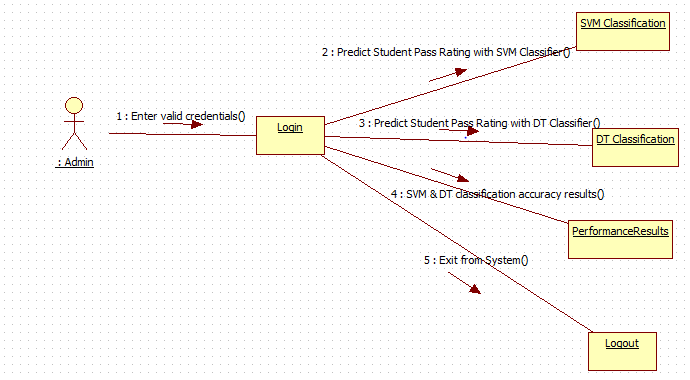 SVM Classification
2 : Predict Student Pass Rating with SVM Classifier()
1 : Enter valid credentials()
3 : Predict Student Pass Rating with DT Classifier()
Login
DT Classification
: Admin
4 : SVM & DT classification accuracy results()
PerformanceResults
5 : Exit from System()
Logout